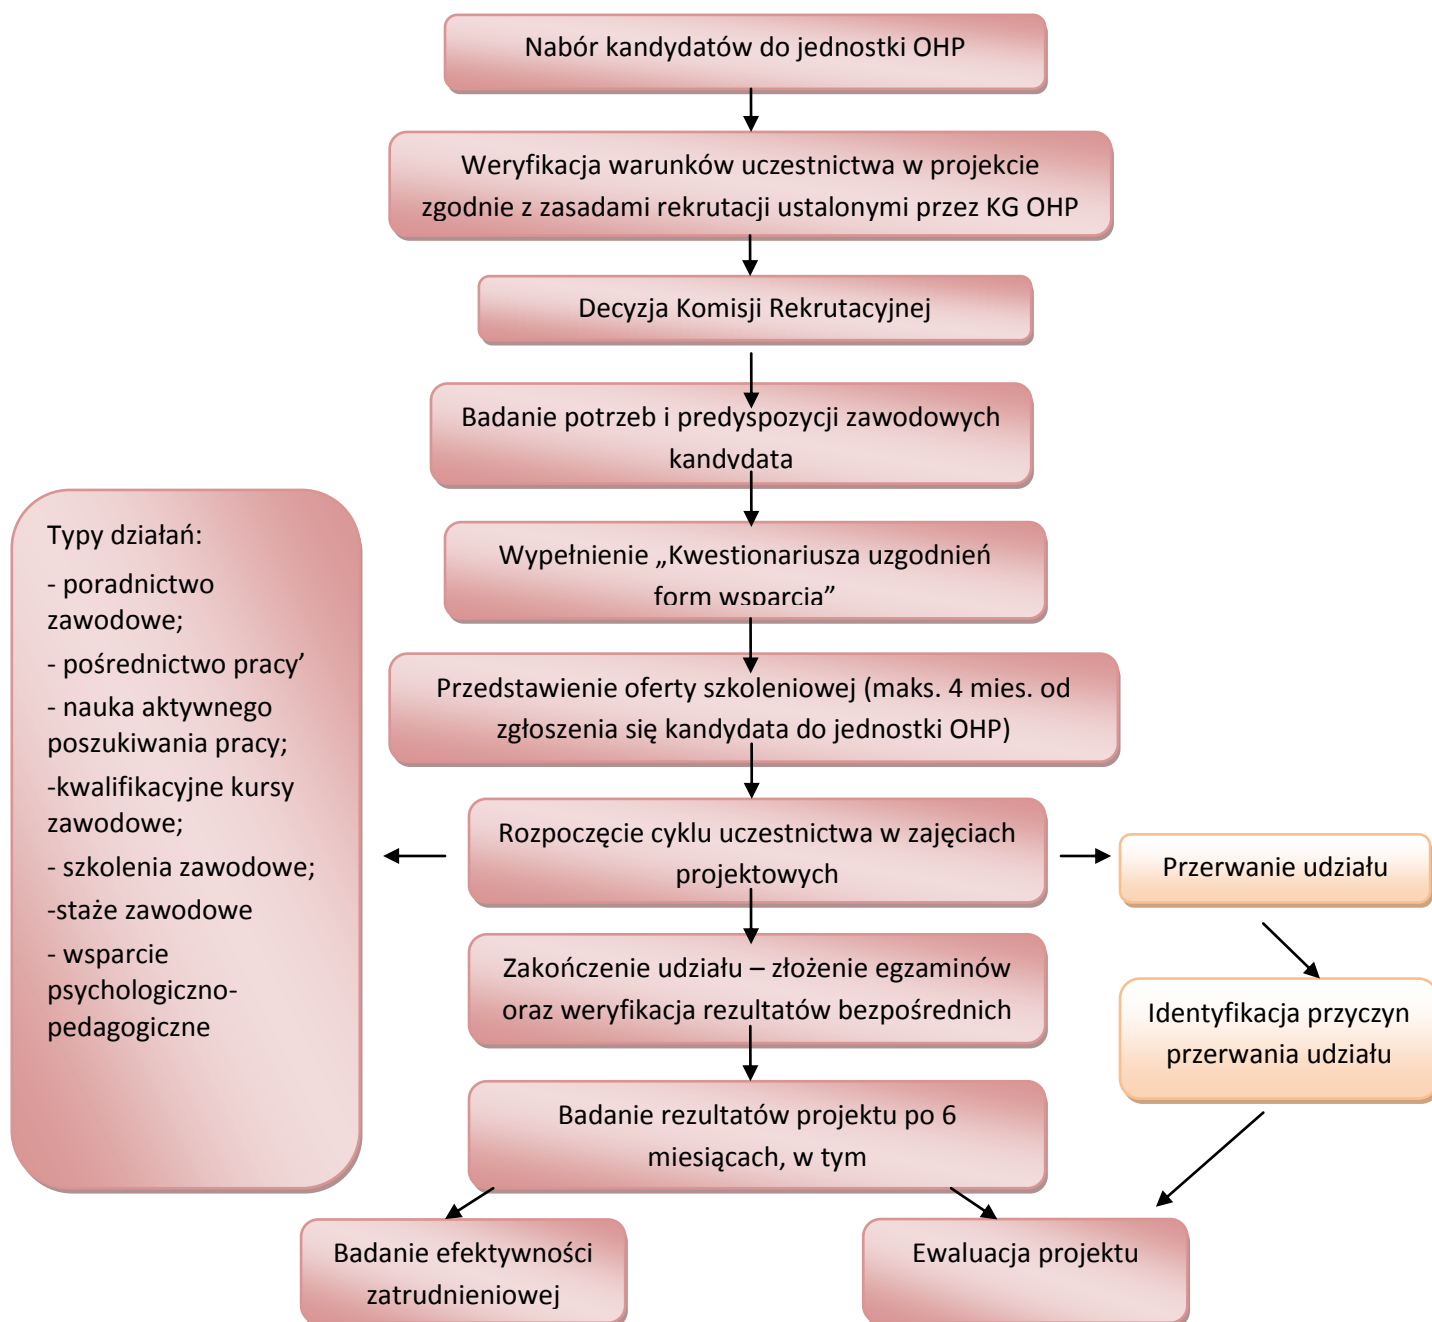 Nabór kandydatów do jednostki OHP
Weryfikacja warunków uczestnictwa w projekcie
zgodnie z zasadami rekrutacji ustalonymi przez KG OHP
Decyzja Komisji Rekrutacyjnej
Badanie potrzeb i predyspozycji zawodowych
kandydata
Wypełnienie „Kwestionariusza uzgodnień
form wsparcia”
Przedstawienie oferty szkoleniowej (maks. 4 mies. od
zgłoszenia się kandydata do jednostki OHP)
Typy działań:
- poradnictwo
zawodowe;
- pośrednictwo pracy’
- nauka aktywnego
poszukiwania pracy;
-kwalifikacyjne kursy
zawodowe;
- szkolenia zawodowe;
-staże zawodowe
- wsparcie
psychologiczno-
pedagogiczne
Rozpoczęcie cyklu uczestnictwa w zajęciach
projektowych
Przerwanie udziału
Zakończenie udziału – złożenie egzaminów
oraz weryfikacja rezultatów bezpośrednich
Identyfikacja przyczyn
przerwania udziału
Badanie rezultatów projektu po 6
miesiącach, w tym
Badanie efektywności
zatrudnieniowej
Ewaluacja projektu